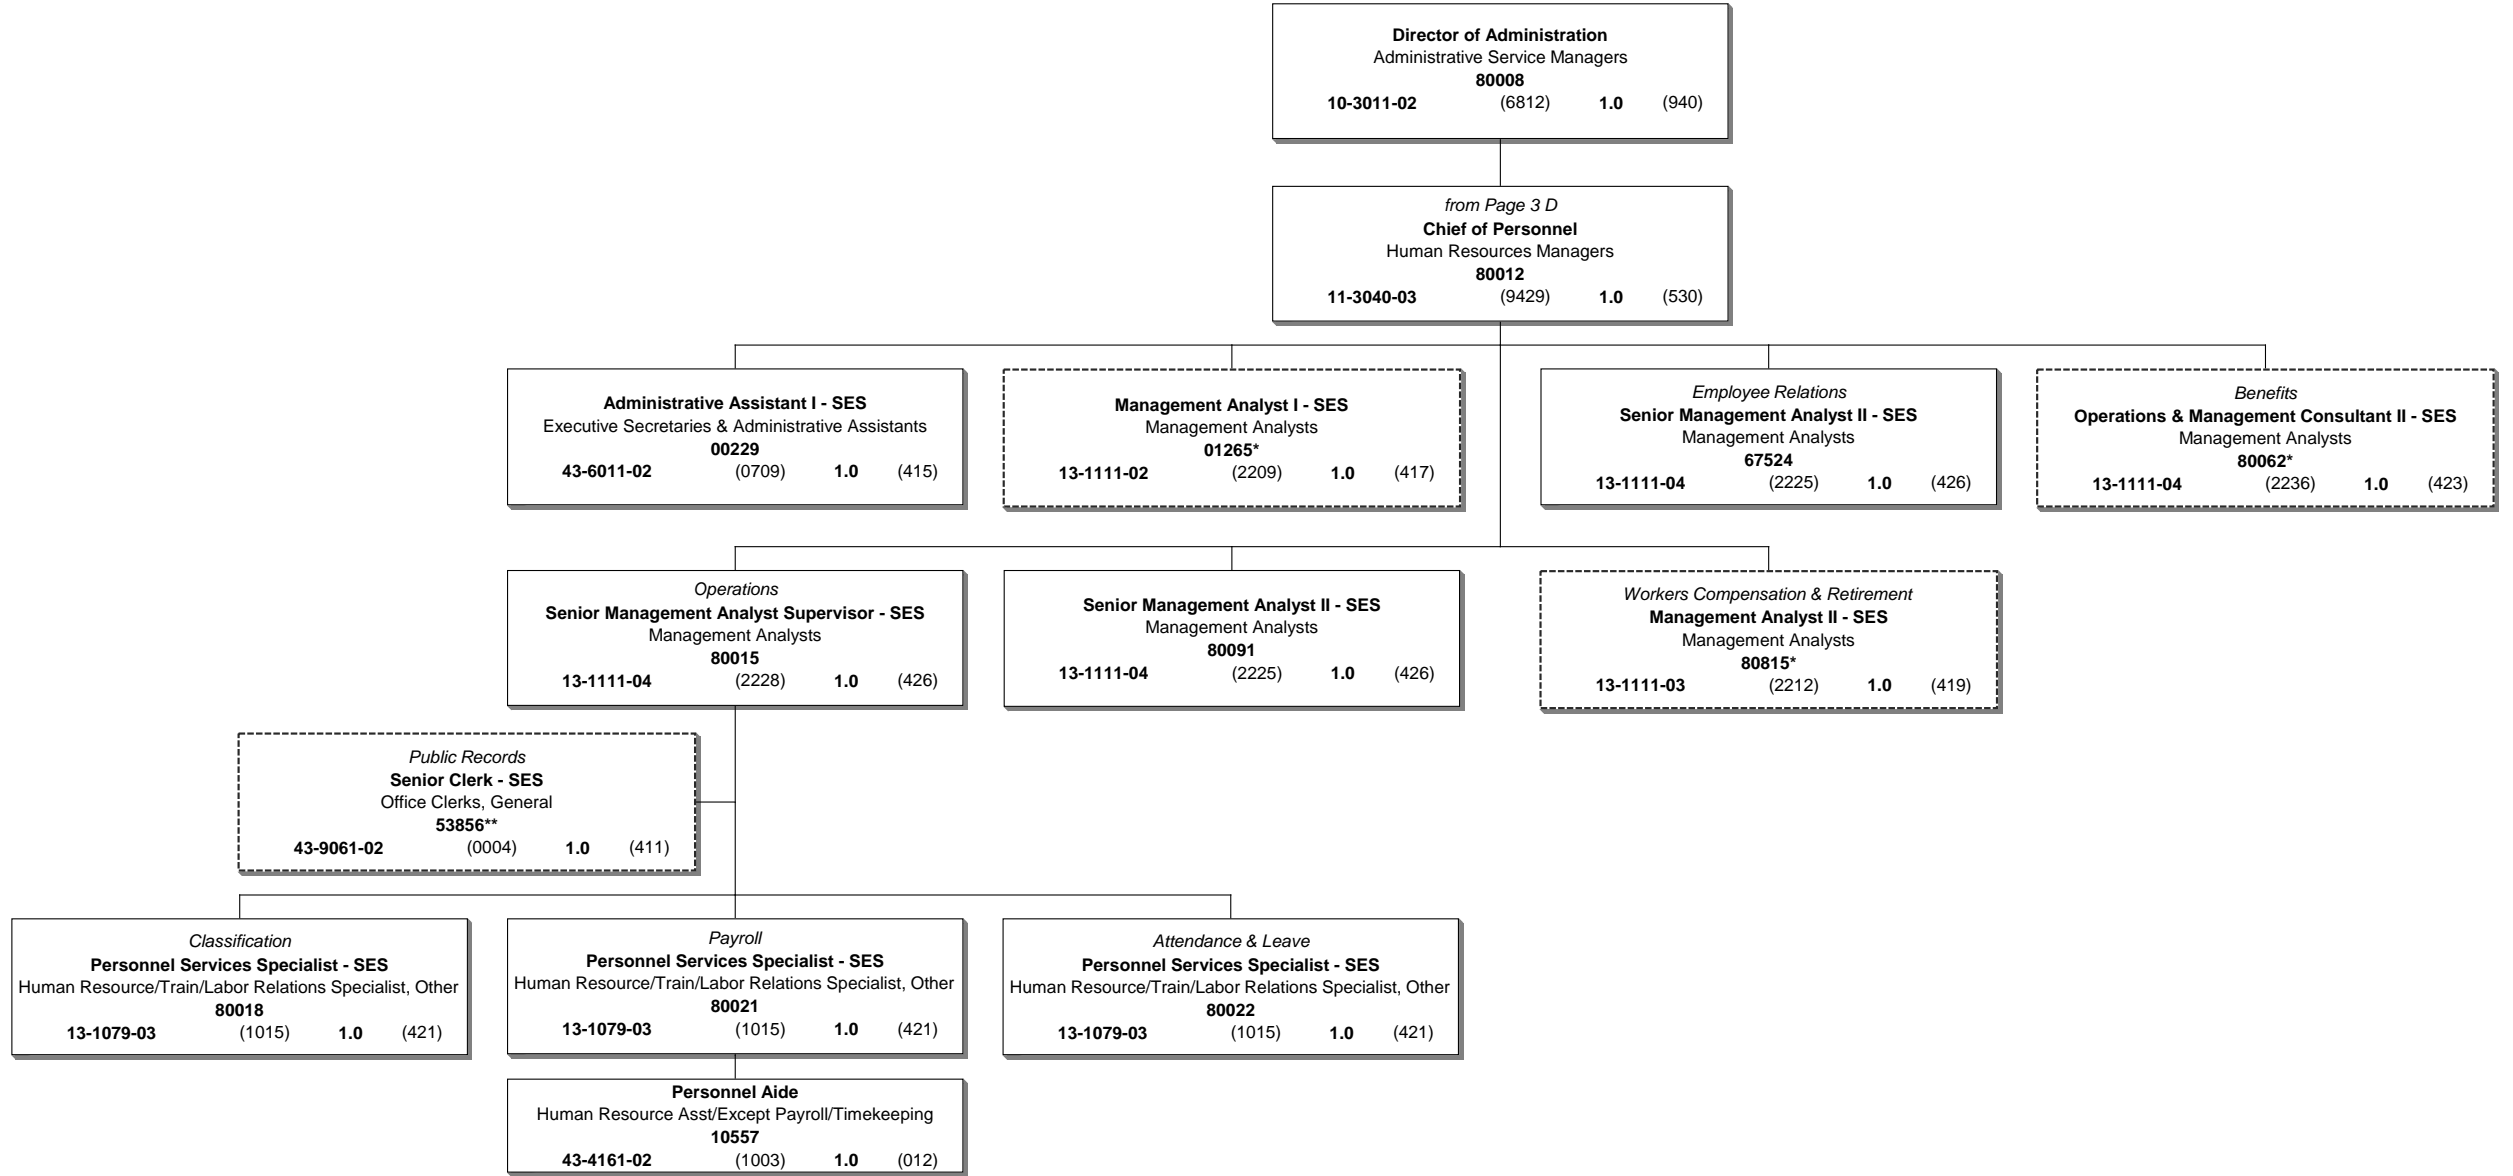 Director of Administration
Administrative Service Managers
80008
10-3011-02 (6812) 1.0 (940)
from Page 3 D
Chief of Personnel
Human Resources Managers
80012
11-3040-03 (9429) 1.0 (530)
Administrative Assistant I - SES
Executive Secretaries & Administrative Assistants
00229
43-6011-02 (0709) 1.0 (415)
Management Analyst I - SES
Management Analysts
01265*
13-1111-02 (2209) 1.0 (417)
Employee Relations
Senior Management Analyst II - SES
Management Analysts
67524
13-1111-04 (2225) 1.0 (426)
Benefits
Operations & Management Consultant II - SES
Management Analysts
80062*
13-1111-04 (2236) 1.0 (423)
Operations
Senior Management Analyst Supervisor - SES
Management Analysts
80015
13-1111-04 (2228) 1.0 (426)
Senior Management Analyst II - SES
Management Analysts
80091
13-1111-04 (2225) 1.0 (426)
Workers Compensation & Retirement
Management Analyst II - SES
Management Analysts
80815*
13-1111-03 (2212) 1.0 (419)
Public Records
Senior Clerk - SES
Office Clerks, General
53856**
43-9061-02 (0004) 1.0 (411)
Classification
Personnel Services Specialist - SES
Human Resource/Train/Labor Relations Specialist, Other
80018
13-1079-03 (1015) 1.0 (421)
Payroll
Personnel Services Specialist - SES
Human Resource/Train/Labor Relations Specialist, Other
80021
13-1079-03 (1015) 1.0 (421)
Attendance & Leave
Personnel Services Specialist - SES
Human Resource/Train/Labor Relations Specialist, Other
80022
13-1079-03 (1015) 1.0 (421)
Personnel Aide
Human Resource Asst/Except Payroll/Timekeeping
10557
43-4161-02 (1003) 1.0 (012)